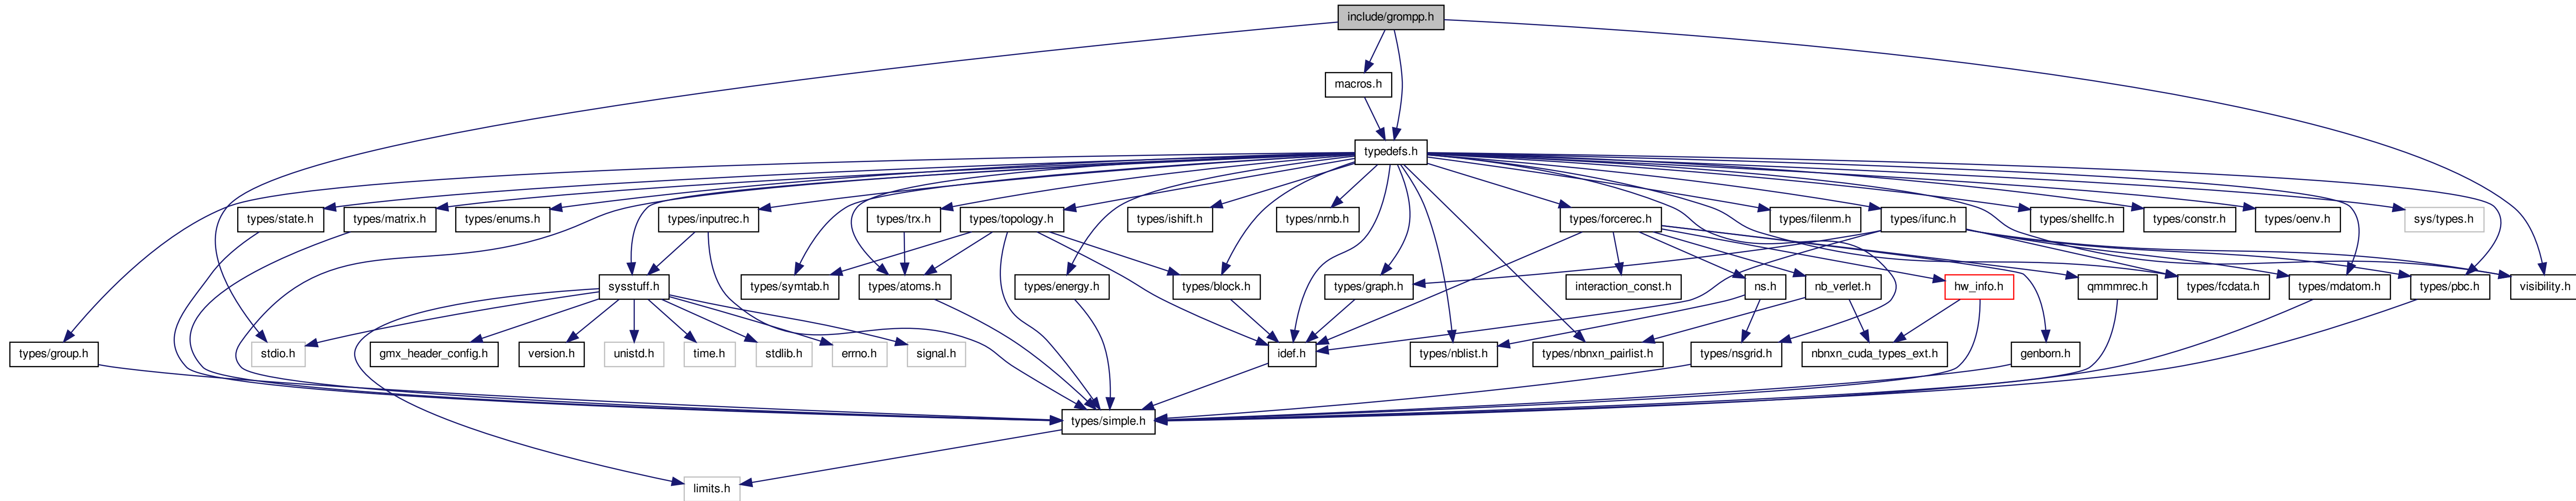 include/grompp.h
macros.h
typedefs.h
types/state.h
types/matrix.h
types/enums.h
types/inputrec.h
types/trx.h
types/topology.h
types/ishift.h
types/nrnb.h
types/forcerec.h
types/filenm.h
types/ifunc.h
types/shellfc.h
types/constr.h
types/oenv.h
sys/types.h
sysstuff.h
types/symtab.h
types/atoms.h
types/energy.h
types/block.h
types/graph.h
interaction_const.h
ns.h
nb_verlet.h
hw_info.h
qmmmrec.h
types/fcdata.h
types/mdatom.h
types/pbc.h
visibility.h
types/group.h
stdio.h
gmx_header_config.h
version.h
unistd.h
time.h
stdlib.h
errno.h
signal.h
idef.h
types/nblist.h
types/nbnxn_pairlist.h
types/nsgrid.h
nbnxn_cuda_types_ext.h
genborn.h
types/simple.h
limits.h